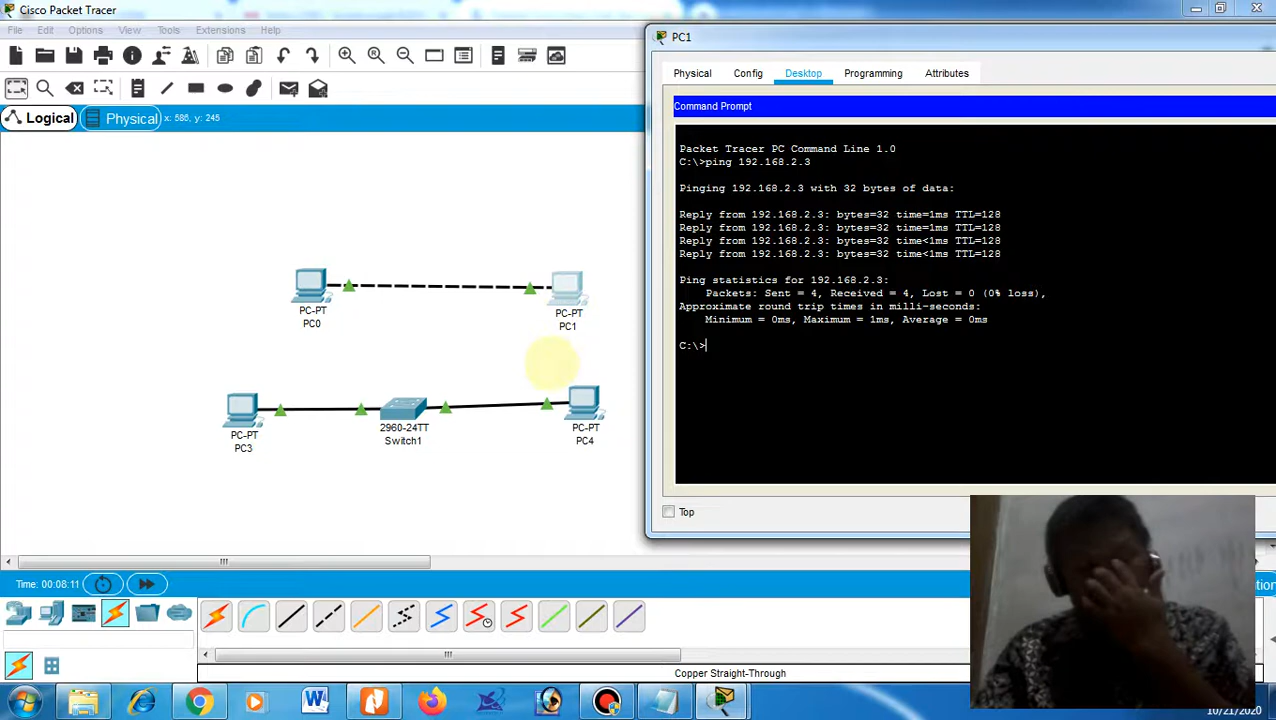 Cisco Packet Tracer
File Edit Options View Tools Extensions Help
Logical Physical x: 586, y: 245
PC-PT
PC0
PC-PT
PC1
PC-PT
PC3
2960-24TT
Switch1
PC-PT
PC4
PC1
Physical Config Desktop Programming Attributes
Command Prompt
Packet Tracer PC Command Line 1.0
C:\>ping 192.168.2.3
Pinging 192.168.2.3 with 32 bytes of data:
Reply from 192.168.2.3: bytes=32 time=1ms TTL=128
Reply from 192.168.2.3: bytes=32 time=1ms TTL=128
Reply from 192.168.2.3: bytes=32 time<1ms TTL=128
Reply from 192.168.2.3: bytes=32 time<1ms TTL=128
Ping statistics for 192.168.2.3:
Packets: Sent = 4, Received = 4, Lost = 0 (0% loss),
Approximate round trip times in milli-seconds:
Minimum = 0ms, Maximum = 1ms, Average = 0ms
C:\>
Top
Time: 00:08:11
Copper Straight-Through
10/21/2020